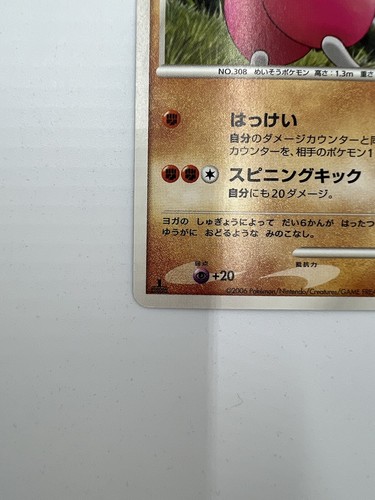 NO.308 めいそうポケモン 高さ：1.3m 重さ
はっけい
自分のダメージカウンターと同
カウンターを、相手のポケモン1
スピニングキック
自分にも20ダメージ。
ヨガの しゅぎょうによって だい6かんが はったつ
ゆうがに おどるような みのこなし。
弱点 抵抗力
+20
©2006 Pokémon/Nintendo/Creatures/GAME FREA